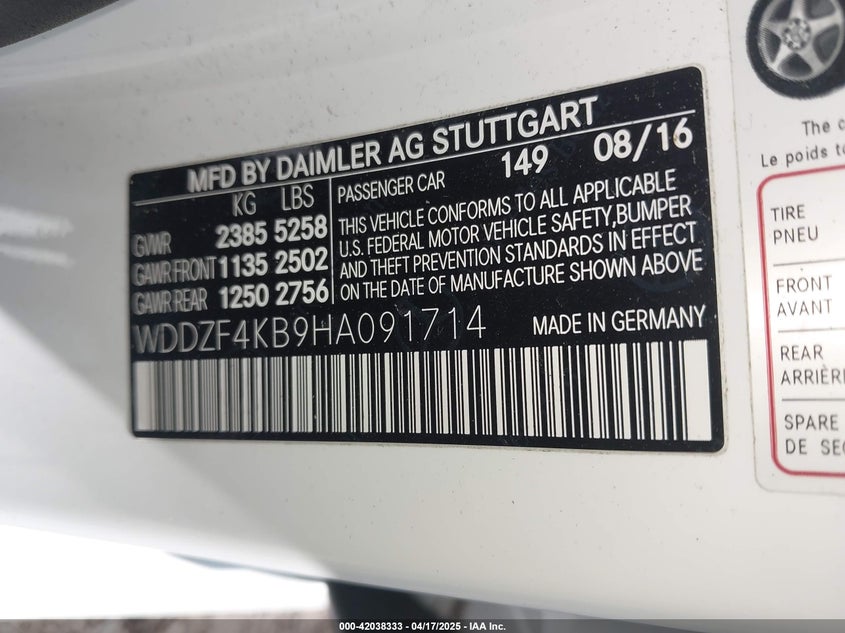 MFD BY DAIMLER AG STUTTGART
KG LBS
GVWR 2385 5258
GAWR FRONT 1135 2502
GAWR REAR 1250 2756
PASSENGER CAR 149 08/16
THIS VEHICLE CONFORMS TO ALL APPLICABLE
U.S. FEDERAL MOTOR VEHICLE SAFETY, BUMPER
AND THEFT PREVENTION STANDARDS IN EFFECT
ON THE DATE OF MANUFACTURE SHOWN ABOVE
WDDZF4KB9HA091714 MADE IN GERMANY
The
Le poids
TIRE
PNEU
FRONT
AVANT
REAR
ARRIÈRE
SPARE
DE
000-42038333 - 04/17/2025 - IAA Inc.